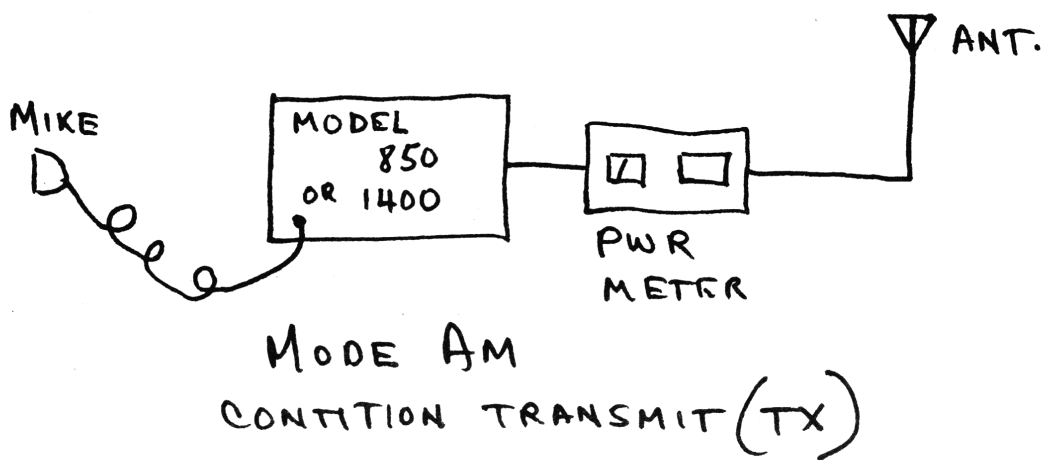 ANT.
MIKE
MODEL
850
OR 1400
PWR
METER
MODE AM
CONTITION TRANSMIT (TX)